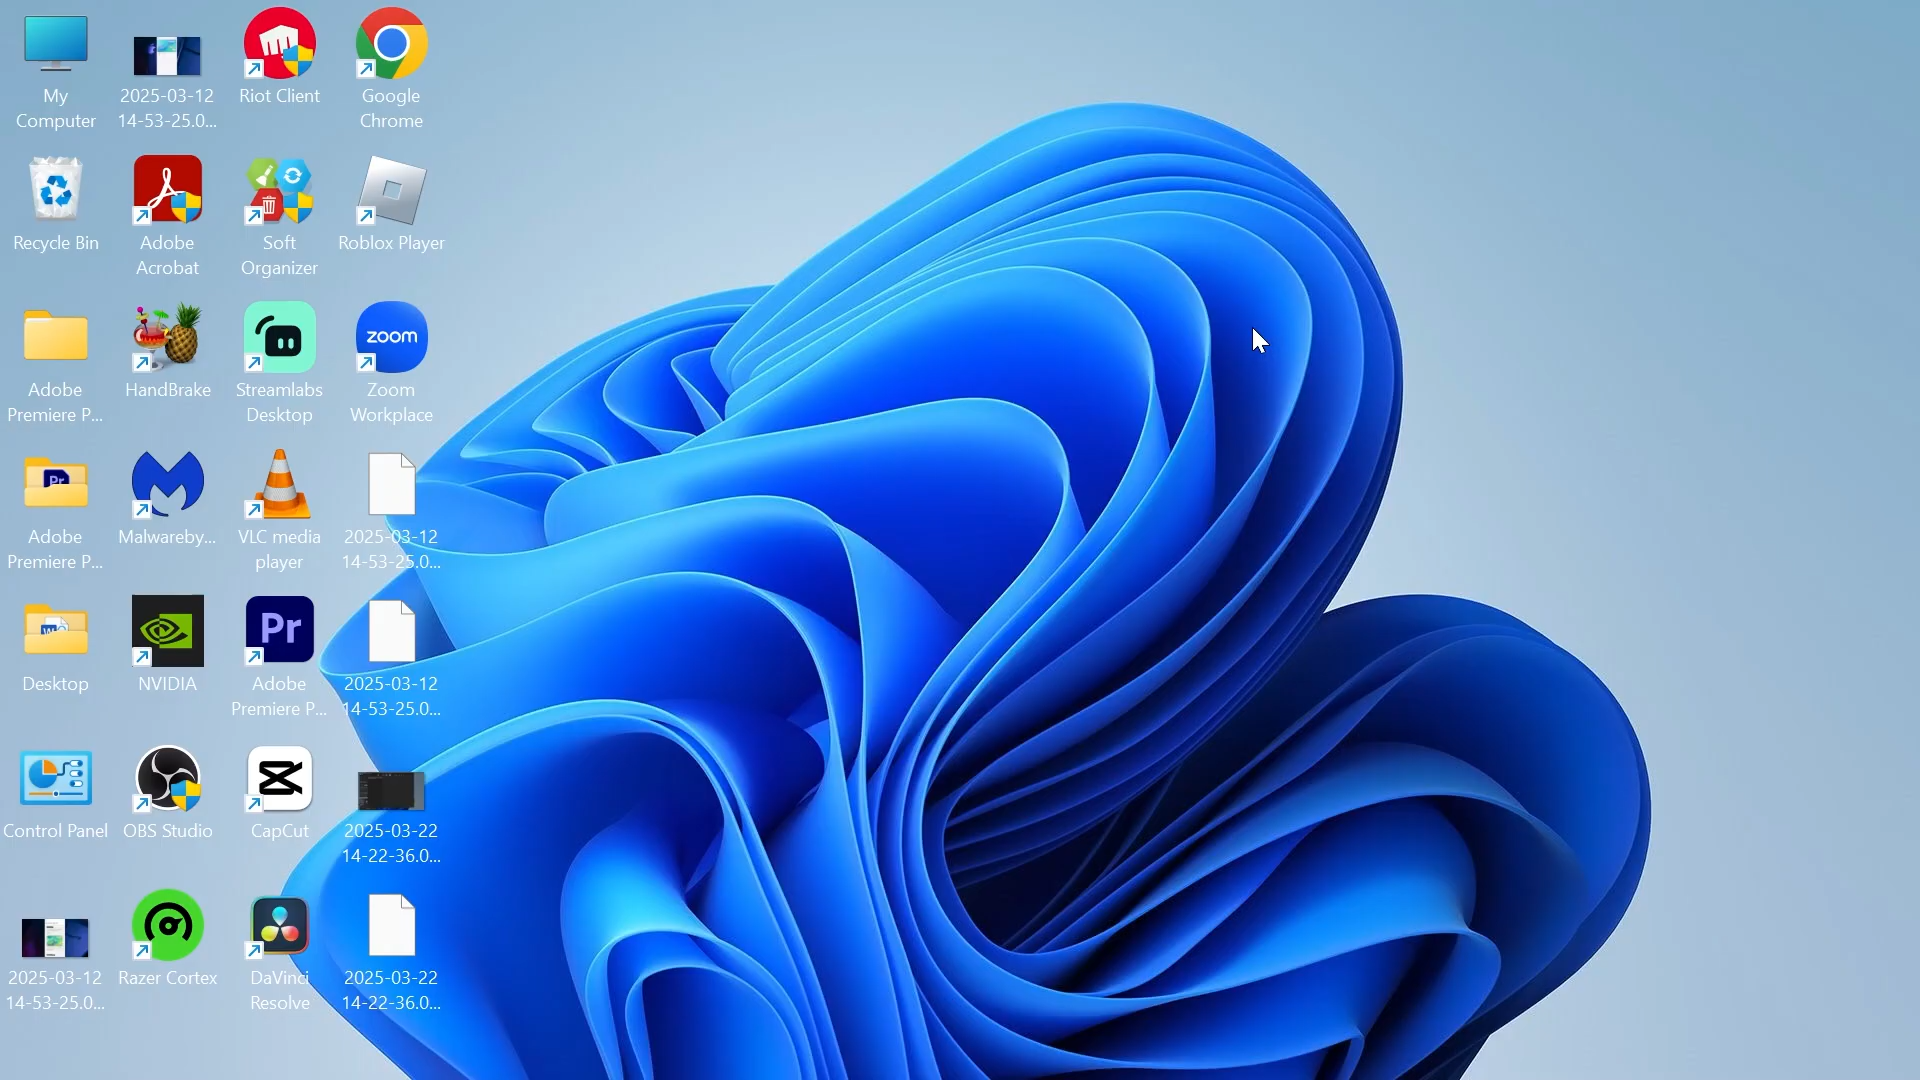 My
Computer
2025-03-12
14-53-25.0...
Riot Client
Google
Chrome
Recycle Bin
Adobe
Acrobat
Soft
Organizer
Roblox Player
Adobe
Premiere P...
HandBrake
Streamlabs
Desktop
zoom
Zoom
Workplace
Pr
Adobe
Premiere P...
Malwareby...
VLC media
player
2025-03-12
14-53-25.0...
Desktop
NVIDIA
Pr
Adobe
Premiere P...
2025-03-12
14-53-25.0...
Control Panel
OBS Studio
CapCut
2025-03-22
14-22-36.0...
2025-03-12
14-53-25.0...
Razer Cortex
DaVinci
Resolve
2025-03-22
14-22-36.0...